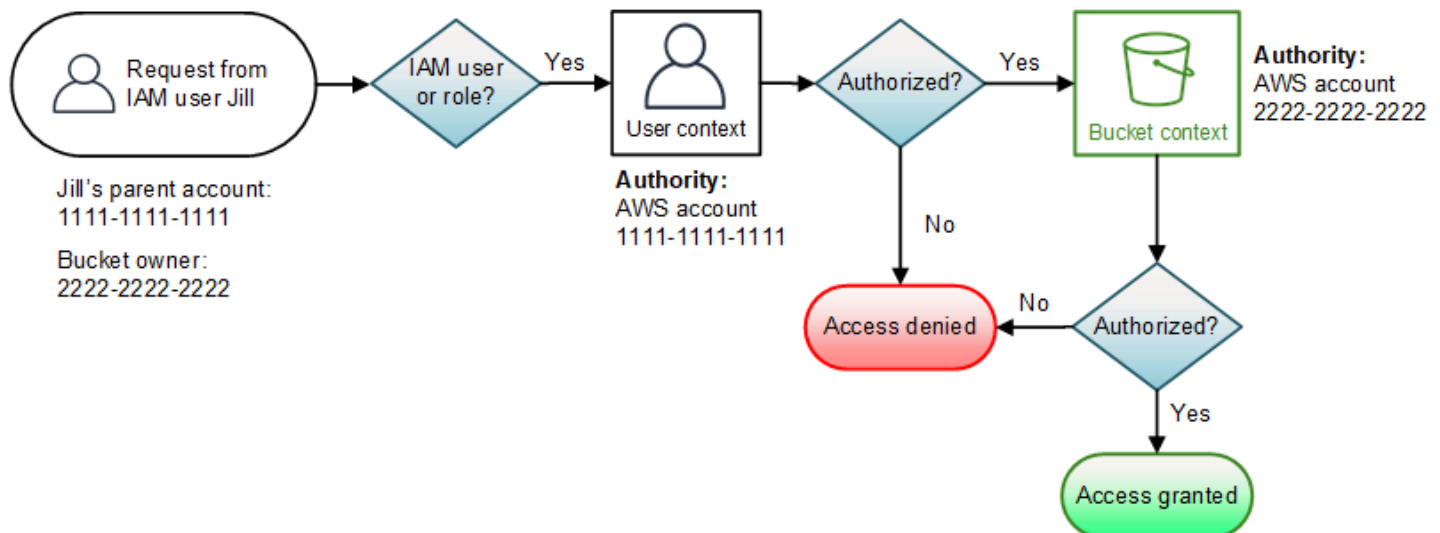 Request from
IAM user Jill
Jill's parent account:
1111-1111-1111
Bucket owner:
2222-2222-2222
IAM user
or role?
Yes
User context
Authority:
AWS account
1111-1111-1111
Authorized?
Yes
No
Bucket context
Authority:
AWS account
2222-2222-2222
Authorized?
No
Access denied
Yes
Access granted